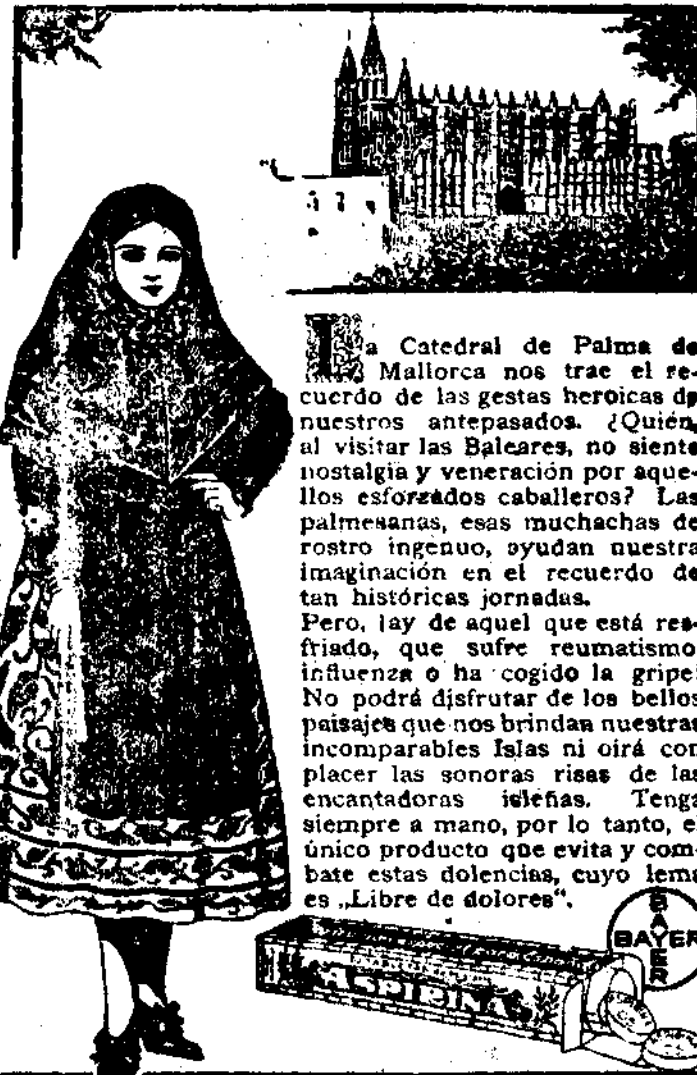 La Catedral de Palma de
Mallorca nos trae el re-
cuerdo de las gestas heroicas de
nuestros antepasados. ¿Quién,
al visitar las Baleares, no siente
nostalgia y veneración por aque-
llos esforzados caballeros? Las
palmesanas, esas muchachas de
rostro ingenuo, ayudan nuestra
imaginación en el recuerdo de
tan históricas jornadas.
Pero, ¡ay de aquel que está res-
friado, que sufre reumatismo
influenza o ha cogido la gripe!
No podrá disfrutar de los bellos
paisajes que nos brindan nuestras
incomparables Islas ni oirá con
placer las sonoras risas de las
encantadoras isleñas. Tenga
siempre a mano, por lo tanto, el
único producto que evita y com-
bate estas dolencias, cuyo lema
es „Libre de dolores“.
BAYER
BAYER
ASPIRINA